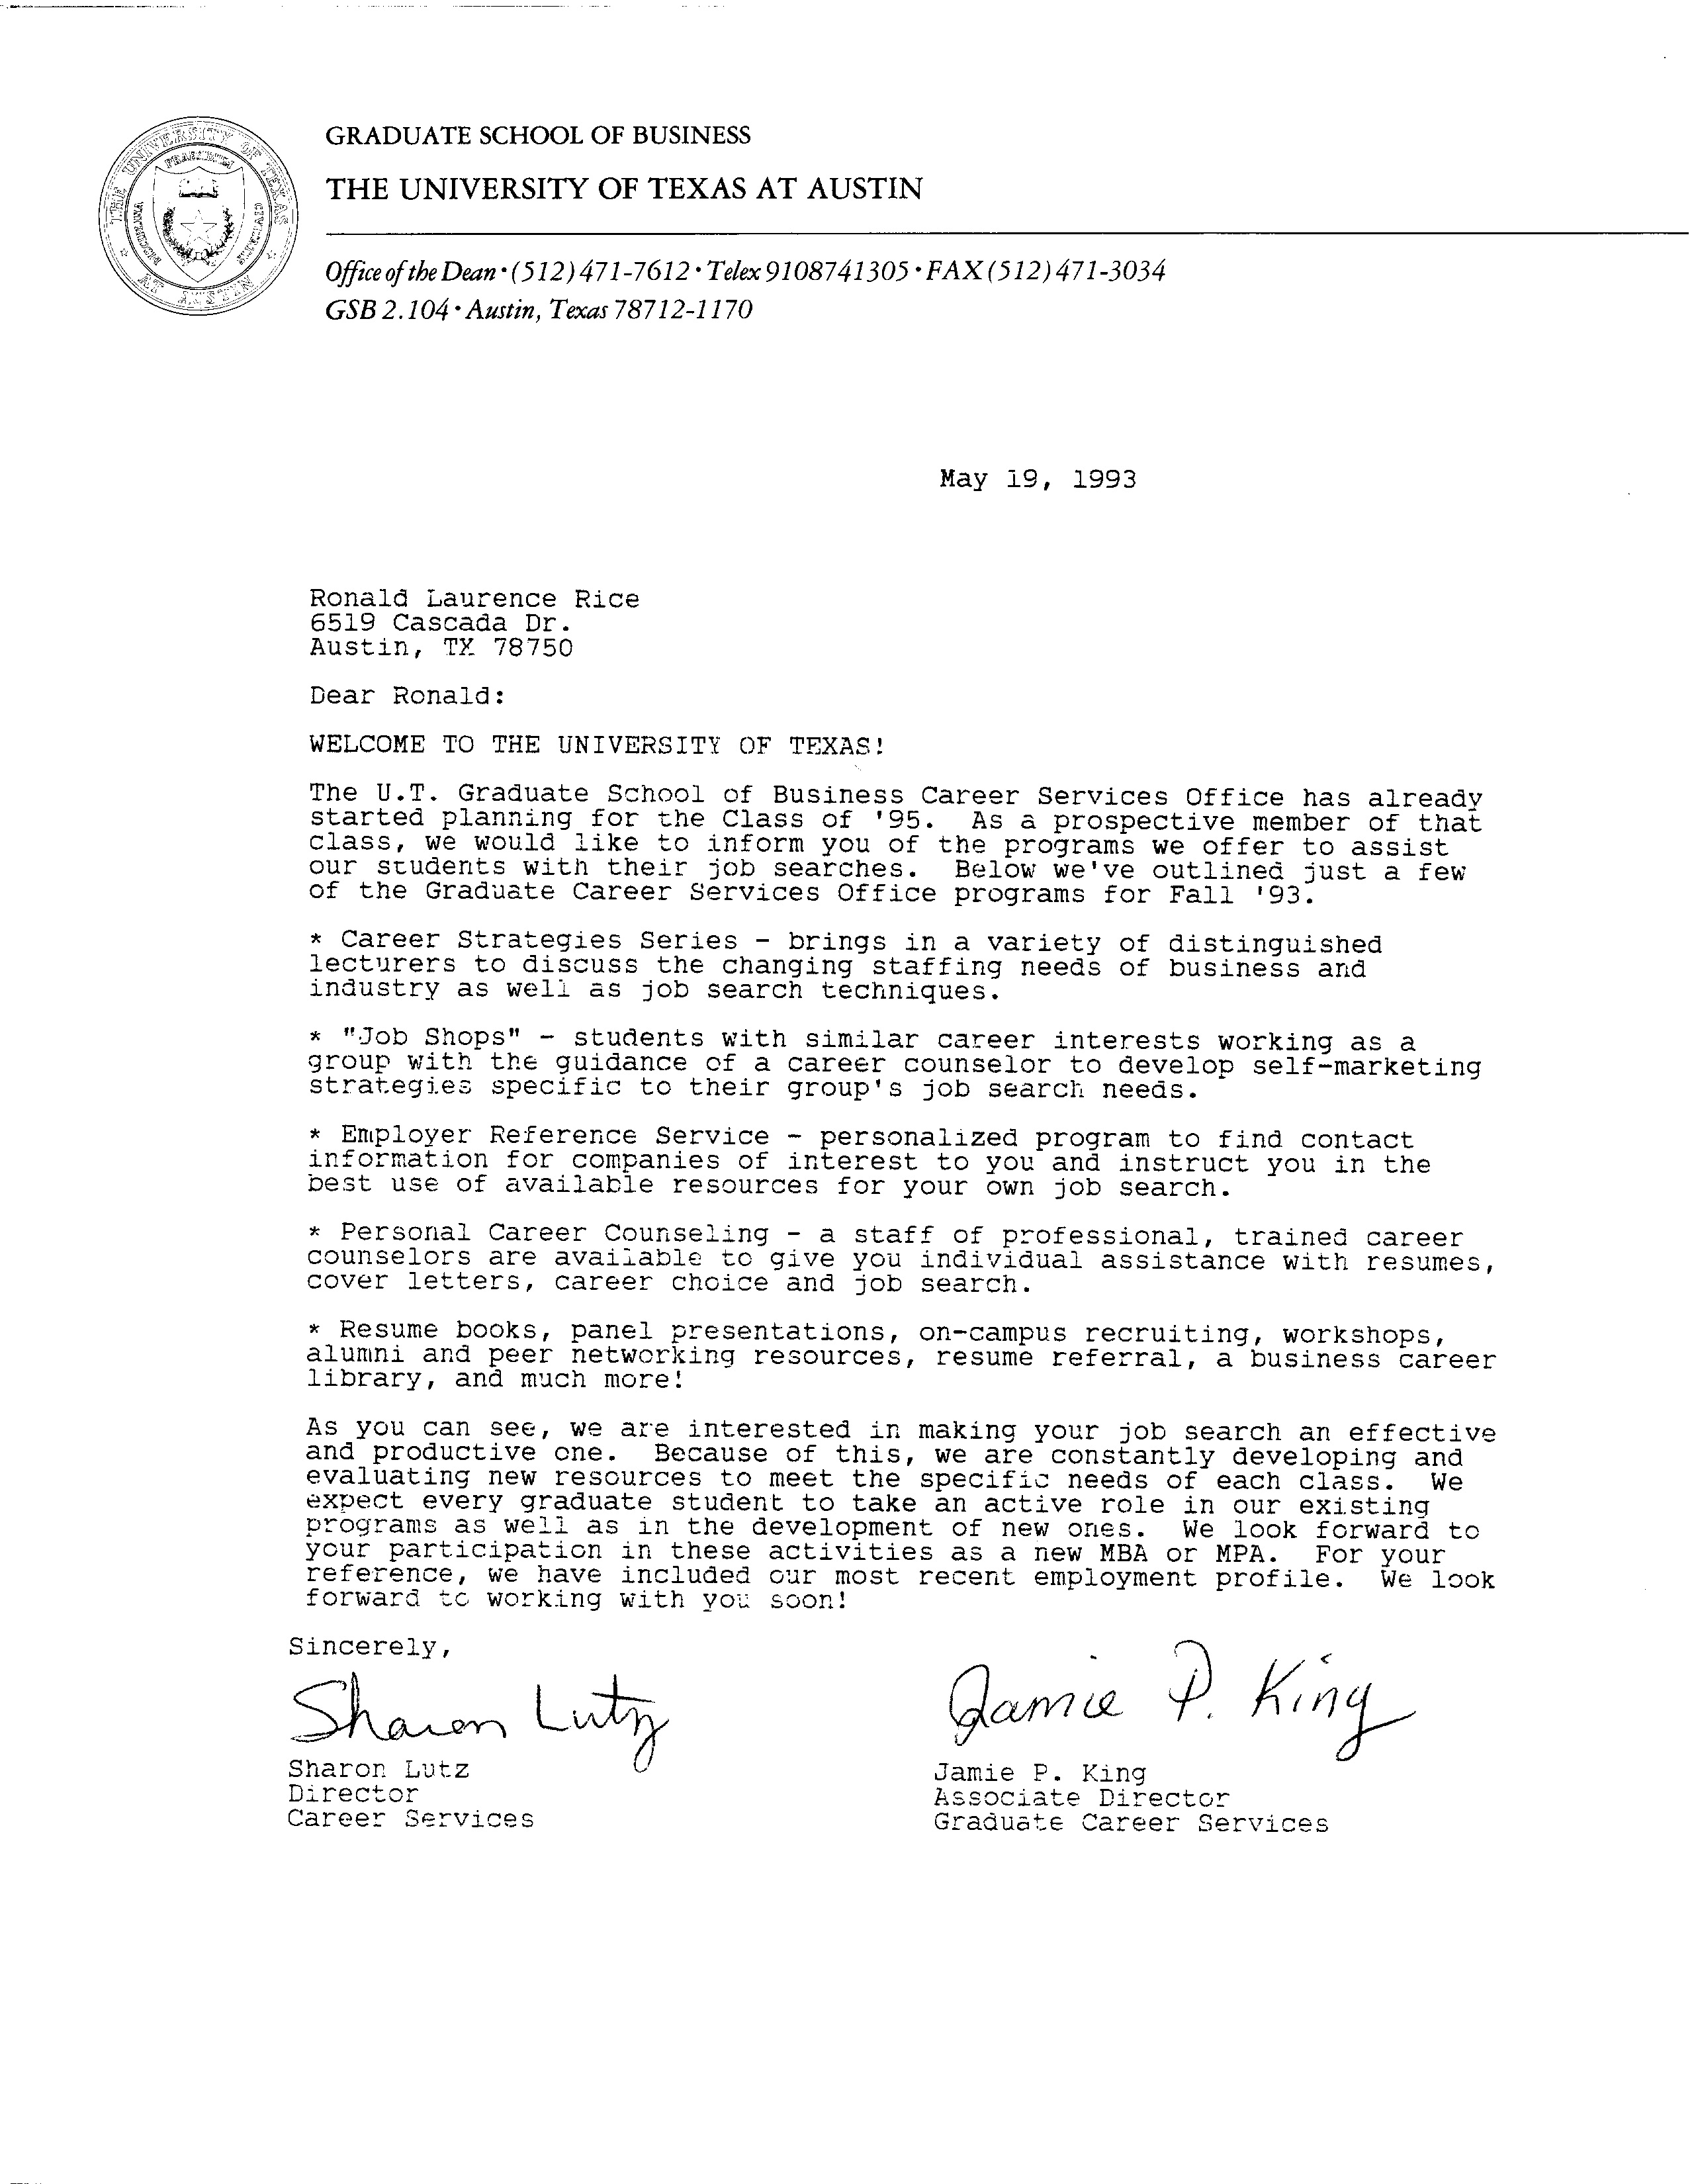 THE UNIVERSITY OF TEXAS
AT AUSTIN
DISCIPLINA PRAESIDIUM CIVITATIS
GRADUATE SCHOOL OF BUSINESS
THE UNIVERSITY OF TEXAS AT AUSTIN
Office of the Dean • (512) 471-7612 • Telex 9108741305 • FAX (512) 471-3034
GSB 2.104 • Austin, Texas 78712-1170
May 19, 1993
Ronald Laurence Rice
6519 Cascada Dr.
Austin, TX 78750
Dear Ronald:
WELCOME TO THE UNIVERSITY OF TEXAS!
The U.T. Graduate School of Business Career Services Office has already
started planning for the Class of '95.  As a prospective member of that
class, we would like to inform you of the programs we offer to assist
our students with their job searches.  Below we've outlined just a few
of the Graduate Career Services Office programs for Fall '93.
* Career Strategies Series - brings in a variety of distinguished
lecturers to discuss the changing staffing needs of business and
industry as well as job search techniques.
* "Job Shops" - students with similar career interests working as a
group with the guidance of a career counselor to develop self-marketing
strategies specific to their group's job search needs.
* Employer Reference Service - personalized program to find contact
information for companies of interest to you and instruct you in the
best use of available resources for your own job search.
* Personal Career Counseling - a staff of professional, trained career
counselors are available to give you individual assistance with resumes,
cover letters, career choice and job search.
* Resume books, panel presentations, on-campus recruiting, workshops,
alumni and peer networking resources, resume referral, a business career
library, and much more!
As you can see, we are interested in making your job search an effective
and productive one.  Because of this, we are constantly developing and
evaluating new resources to meet the specific needs of each class.  We
expect every graduate student to take an active role in our existing
programs as well as in the development of new ones.  We look forward to
your participation in these activities as a new MBA or MPA.  For your
reference, we have included our most recent employment profile.  We look
forward to working with you soon!
Sincerely,
Sharon Lutz
Jamie P. King
Sharon Lutz
Director
Career Services
Jamie P. King
Associate Director
Graduate Career Services